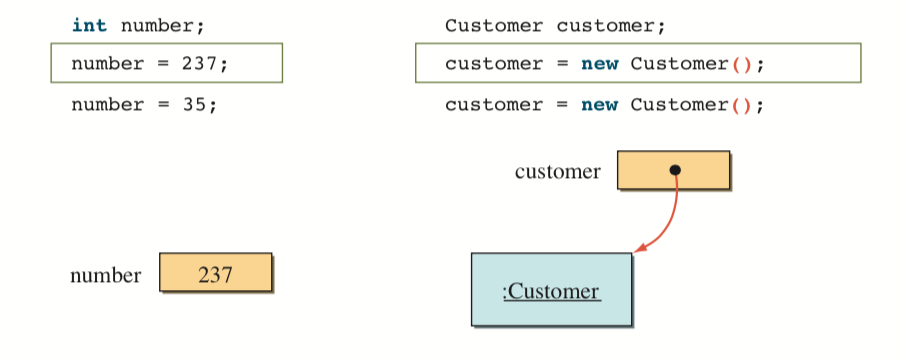 int number;
number = 237;
number = 35;
Customer customer;
customer = new Customer();
customer = new Customer();
customer
number
237
:Customer